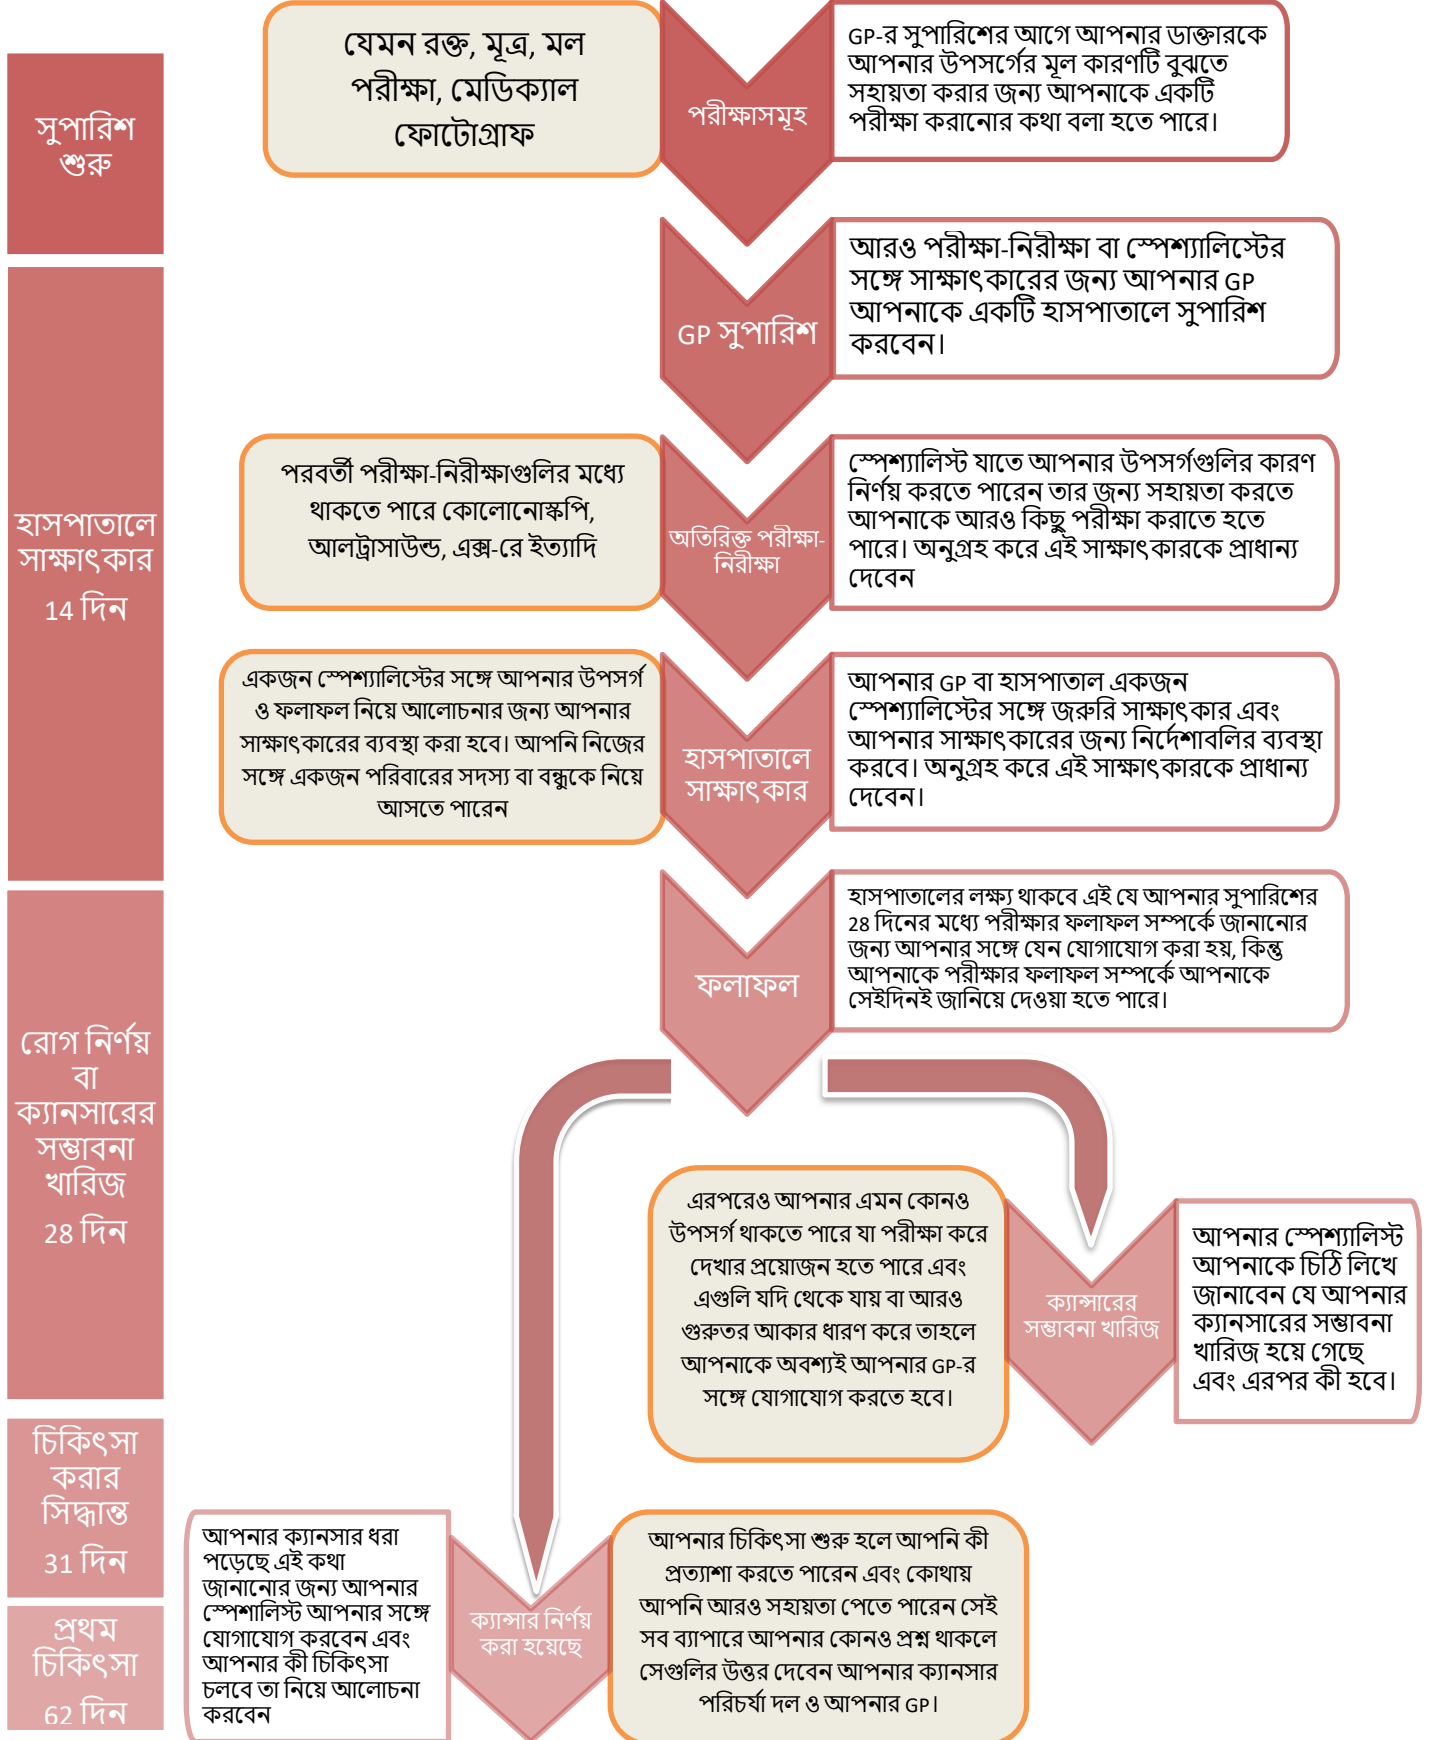 সুপারিশ
শুরু
যেমন রক্ত, মূত্র, মল
পরীক্ষা, মেডিক্যাল
ফোটোগ্রাফ
পরীক্ষাসমূহ
GP-র সুপারিশের আগে আপনার ডাক্তারকে
আপনার উপসর্গের মূল কারণটি বুঝতে
সহায়তা করার জন্য আপনাকে একটি
পরীক্ষা করানোর কথা বলা হতে পারে।
GP সুপারিশ
আরও পরীক্ষা-নিরীক্ষা বা স্পেশ্যালিস্টের
সঙ্গে সাক্ষাৎকারের জন্য আপনার GP
আপনাকে একটি হাসপাতালে সুপারিশ
করবেন।
হাসপাতালে
সাক্ষাৎকার
14 দিন
পরবর্তী পরীক্ষা-নিরীক্ষাগুলির মধ্যে
থাকতে পারে কোলোনোস্কপি,
আলট্রাসাউন্ড, এক্স-রে ইত্যাদি
অতিরিক্ত পরীক্ষা-
নিরীক্ষা
স্পেশ্যালিস্ট যাতে আপনার উপসর্গগুলির কারণ
নির্ণয় করতে পারেন তার জন্য সহায়তা করতে
আপনাকে আরও কিছু পরীক্ষা করাতে হতে
পারে। অনুগ্রহ করে এই সাক্ষাৎকারকে প্রাধান্য
দেবেন
একজন স্পেশ্যালিস্টের সঙ্গে আপনার উপসর্গ
ও ফলাফল নিয়ে আলোচনার জন্য আপনার
সাক্ষাৎকারের ব্যবস্থা করা হবে। আপনি নিজের
সঙ্গে একজন পরিবারের সদস্য বা বন্ধুকে নিয়ে
আসতে পারেন
হাসপাতালে
সাক্ষাৎকার
আপনার GP বা হাসপাতাল একজন
স্পেশ্যালিস্টের সঙ্গে জরুরি সাক্ষাৎকার এবং
আপনার সাক্ষাৎকারের জন্য নির্দেশাবলির ব্যবস্থা
করবে। অনুগ্রহ করে এই সাক্ষাৎকারকে প্রাধান্য
দেবেন।
রোগ নির্ণয়
বা
ক্যানসারের
সম্ভাবনা
খারিজ
28 দিন
ফলাফল
হাসপাতালের লক্ষ্য থাকবে এই যে আপনার সুপারিশের
28 দিনের মধ্যে পরীক্ষার ফলাফল সম্পর্কে জানানোর
জন্য আপনার সঙ্গে যেন যোগাযোগ করা হয়, কিন্তু
আপনাকে পরীক্ষার ফলাফল সম্পর্কে আপনাকে
সেইদিনই জানিয়ে দেওয়া হতে পারে।
এরপরেও আপনার এমন কোনও
উপসর্গ থাকতে পারে যা পরীক্ষা করে
দেখার প্রয়োজন হতে পারে এবং
এগুলি যদি থেকে যায় বা আরও
গুরুতর আকার ধারণ করে তাহলে
আপনাকে অবশ্যই আপনার GP-র
সঙ্গে যোগাযোগ করতে হবে।
ক্যান্সারের
সম্ভাবনা খারিজ
আপনার স্পেশ্যালিস্ট
আপনাকে চিঠি লিখে
জানাবেন যে আপনার
ক্যানসারের সম্ভাবনা
খারিজ হয়ে গেছে
এবং এরপর কী হবে।
চিকিৎসা
করার
সিদ্ধান্ত
31 দিন
প্রথম
চিকিৎসা
62 দিন
আপনার ক্যানসার ধরা
পড়েছে এই কথা
জানানোর জন্য আপনার
স্পেশালিস্ট আপনার সঙ্গে
যোগাযোগ করবেন এবং
আপনার কী চিকিৎসা
চলবে তা নিয়ে আলোচনা
করবেন
ক্যান্সার নির্ণয়
করা হয়েছে
আপনার চিকিৎসা শুরু হলে আপনি কী
প্রত্যাশা করতে পারেন এবং কোথায়
আপনি আরও সহায়তা পেতে পারেন সেই
সব ব্যাপারে আপনার কোনও প্রশ্ন থাকলে
সেগুলির উত্তর দেবেন আপনার ক্যানসার
পরিচর্যা দল ও আপনার GP।